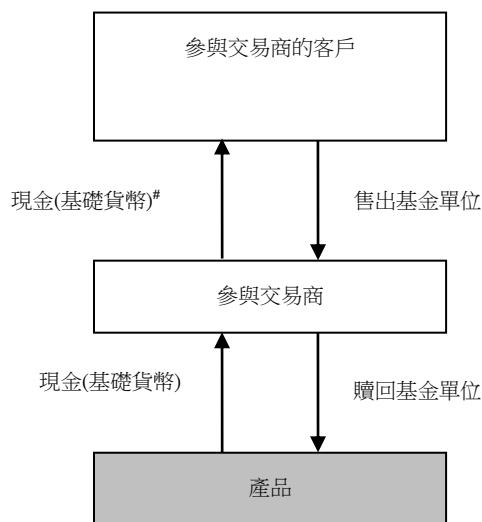 參與交易商的客戶
現金(基礎貨幣)#
售出基金單位
參與交易商
現金(基礎貨幣)
贖回基金單位
產品